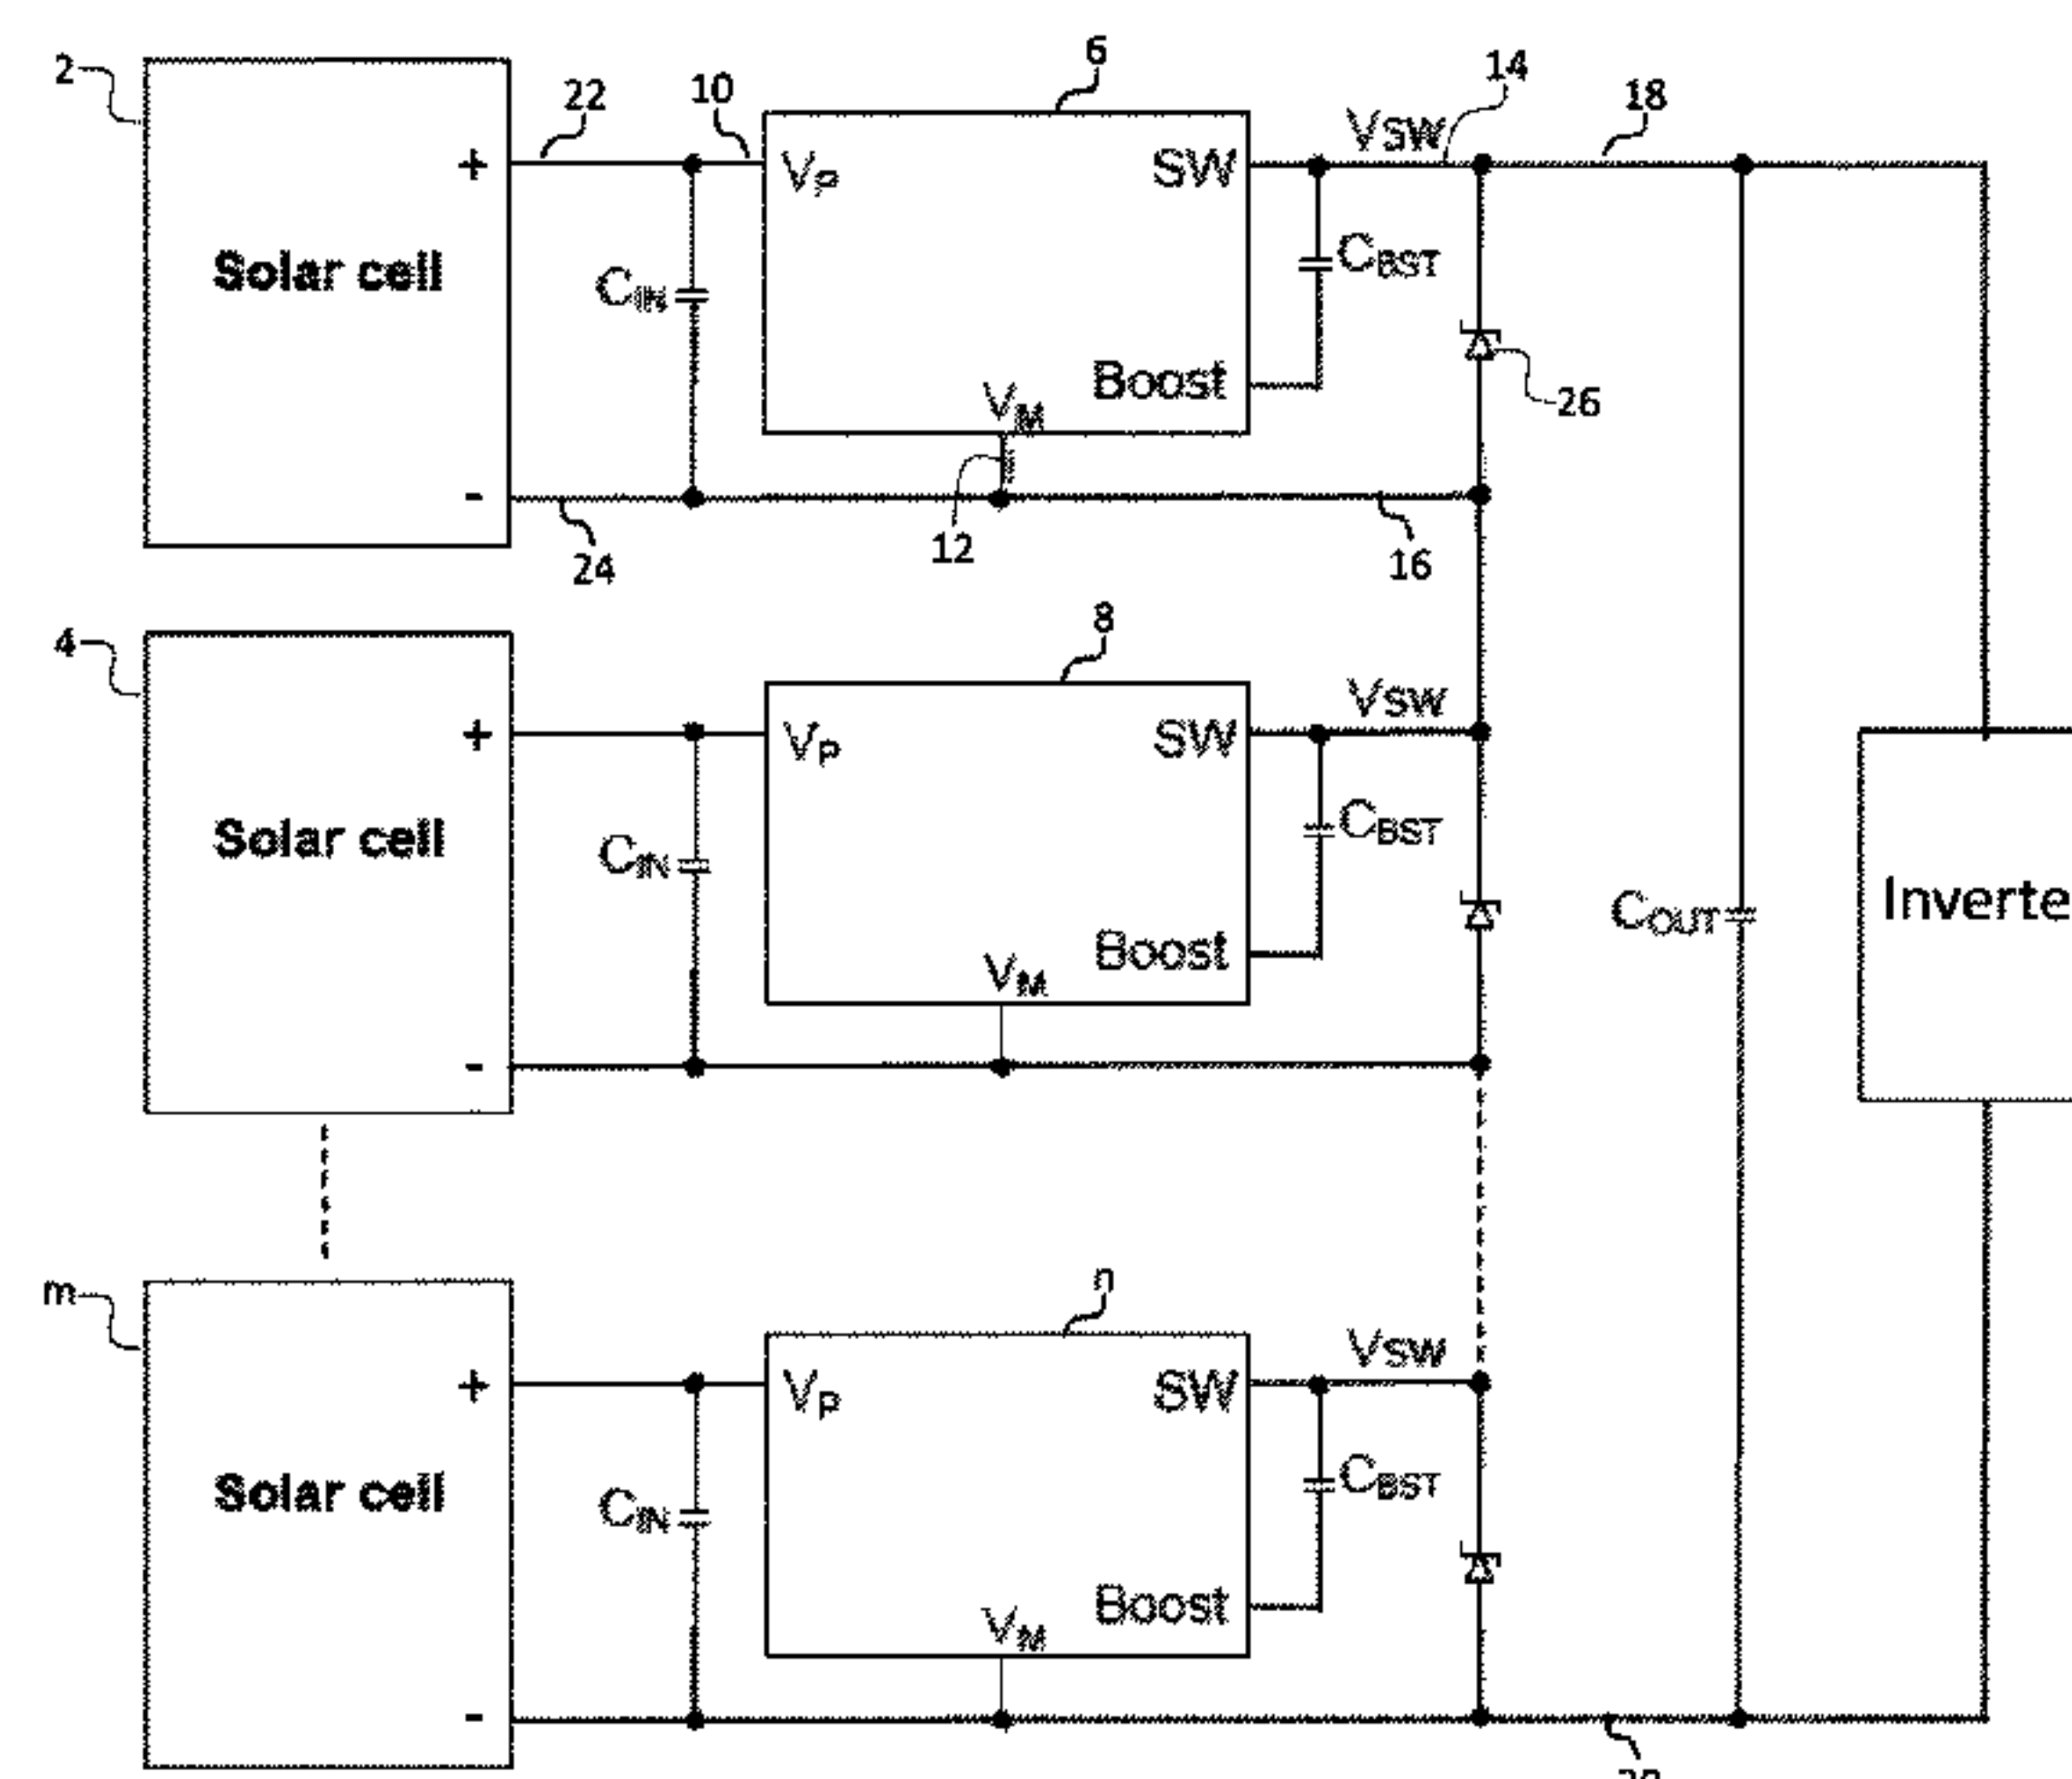 2
22
10
6
14
18
+
VP
SW
VSW
Solar cell
CIN
CBST
Boost
VM
26
-
24
12
16
4
8
+
VP
SW
VSW
Solar cell
CIN
CBST
Boost
VM
COUT
Inverte
-
m
n
+
VP
SW
VSW
Solar cell
CIN
CBST
Boost
VM
-